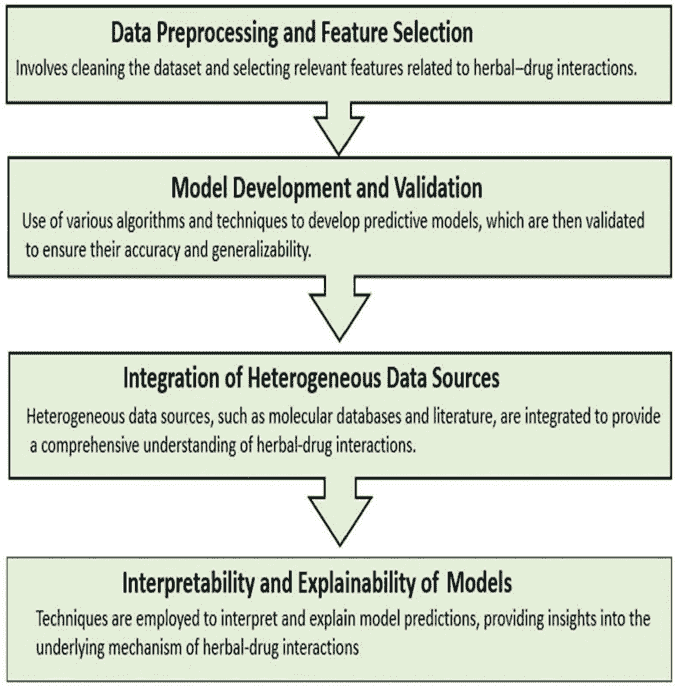 Data Preprocessing and Feature Selection
Involves cleaning the dataset and selecting relevant features related to herbal–drug interactions.
Model Development and Validation
Use of various algorithms and techniques to develop predictive models, which are then validated
to ensure their accuracy and generalizability.
Integration of Heterogeneous Data Sources
Heterogeneous data sources, such as molecular databases and literature, are integrated to provide
a comprehensive understanding of herbal-drug interactions.
Interpretability and Explainability of Models
Techniques are employed to interpret and explain model predictions, providing insights into the
underlying mechanism of herbal-drug interactions